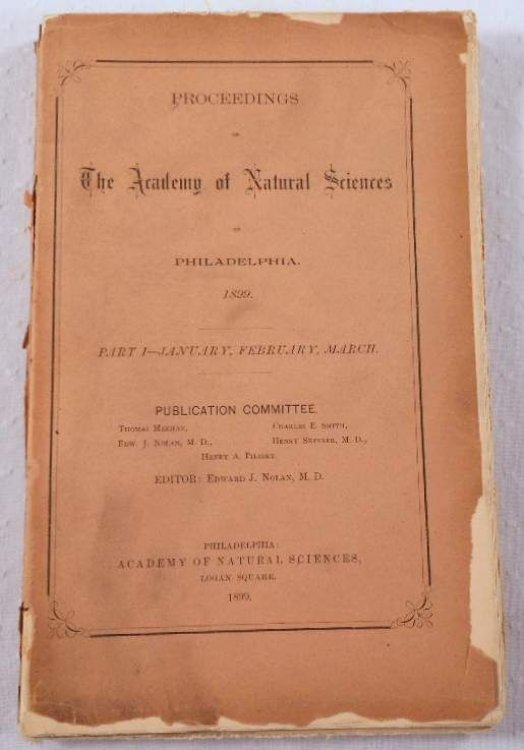 PROCEEDINGS
OF
The Academy of Natural Sciences
OF
PHILADELPHIA.
1899.
PART I—JANUARY, FEBRUARY, MARCH.
PUBLICATION COMMITTEE.
THOMAS MEEHAN, CHARLES E. SMITH,
EDW. J. NOLAN, M. D., HENRY SKINNER, M. D.,
HENRY A. PILSBRY.
EDITOR: EDWARD J. NOLAN, M. D.
PHILADELPHIA:
ACADEMY OF NATURAL SCIENCES,
LOGAN SQUARE.
1899.